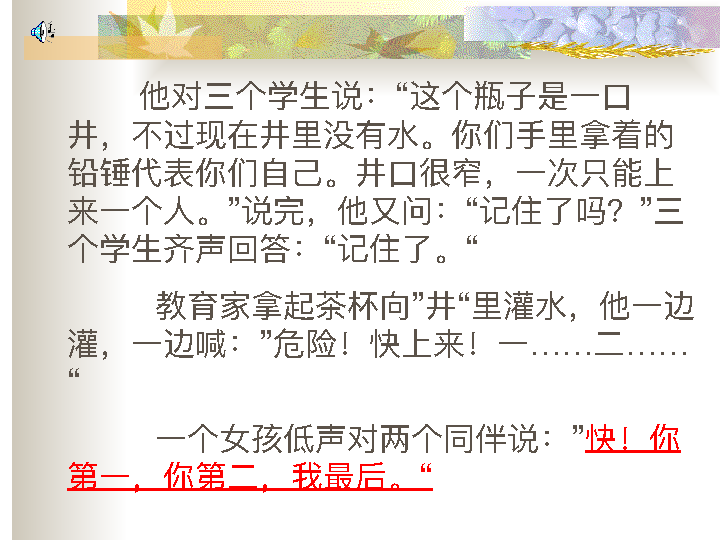 他对三个学生说：“这个瓶子是一口
井，不过现在井里没有水。你们手里拿着的
铅锤代表你们自己。井口很窄，一次只能上
来一个人。”说完，他又问：“记住了吗？”三
个学生齐声回答：“记住了。“
教育家拿起茶杯向”井“里灌水，他一边
灌，一边喊：”危险！快上来！一……二……
“
一个女孩低声对两个同伴说：”快！你
第一，你第二，我最后。“